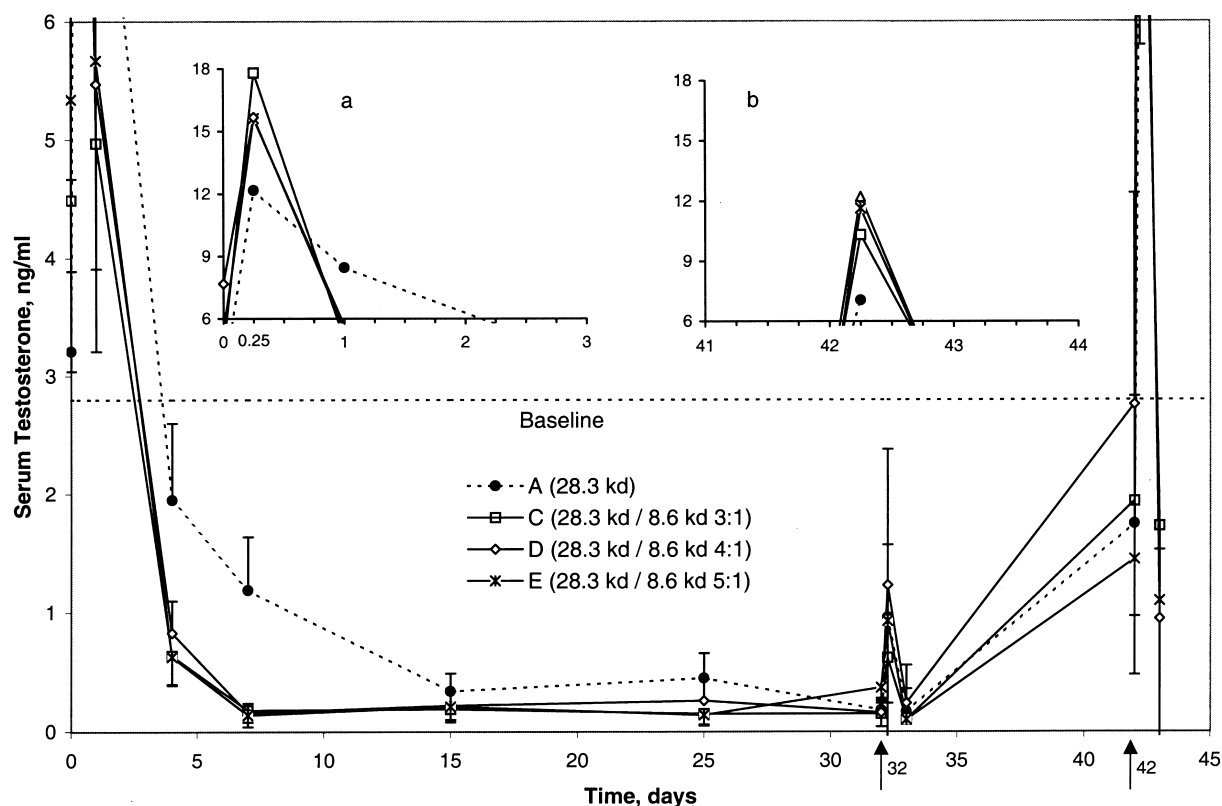 6
5
4
3
2
1
0
Serum Testosterone, ng/ml
18
15
12
9
6
a
0 0.25 1 2 3
18
15
12
9
6
b
41 42 43 44
Baseline
A (28.3 kd)
C (28.3 kd / 8.6 kd 3:1)
D (28.3 kd / 8.6 kd 4:1)
E (28.3 kd / 8.6 kd 5:1)
0 5 10 15 20 25 30 35 40 45
32 42
Time, days